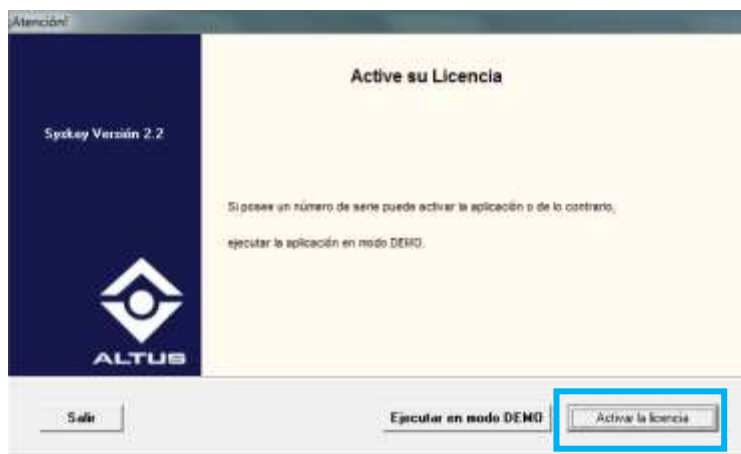 ¡Atención!
Active su Licencia
Syskey Versión 2.2
Si posee un número de serie puede activar la aplicación o de lo contrario,
ejecutar la aplicación en modo DEMO.
ALTUS
Salir
Ejecutar en modo DEMO
Activar la licencia